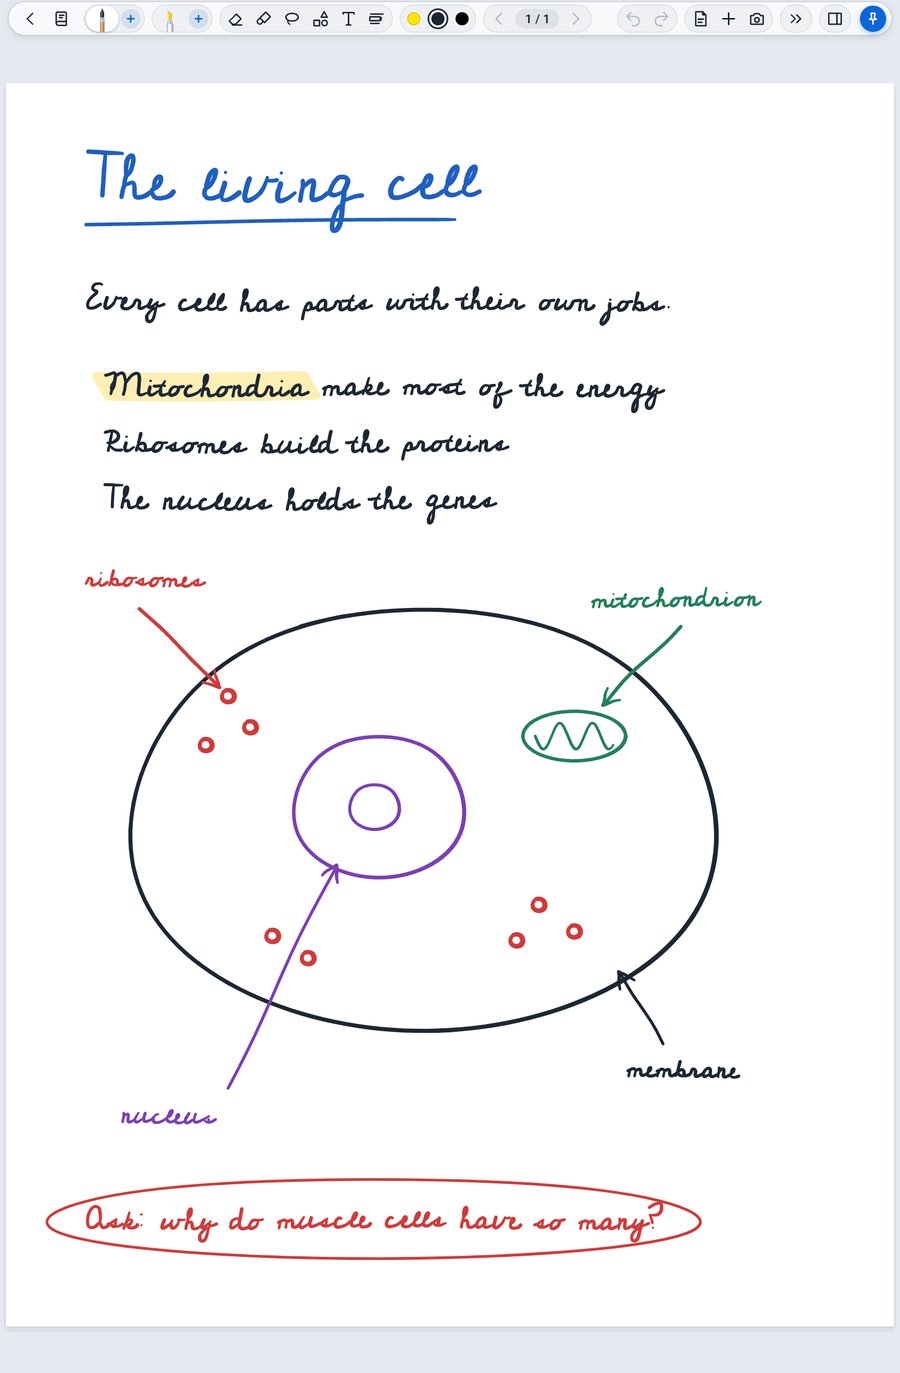 1 / 1
The living cell
Every cell has parts with their own jobs.
Mitochondria make most of the energy
Ribosomes build the proteins
The nucleus holds the genes
ribosomes
mitochondrion
membrane
nucleus
Ask: why do muscle cells have so many?